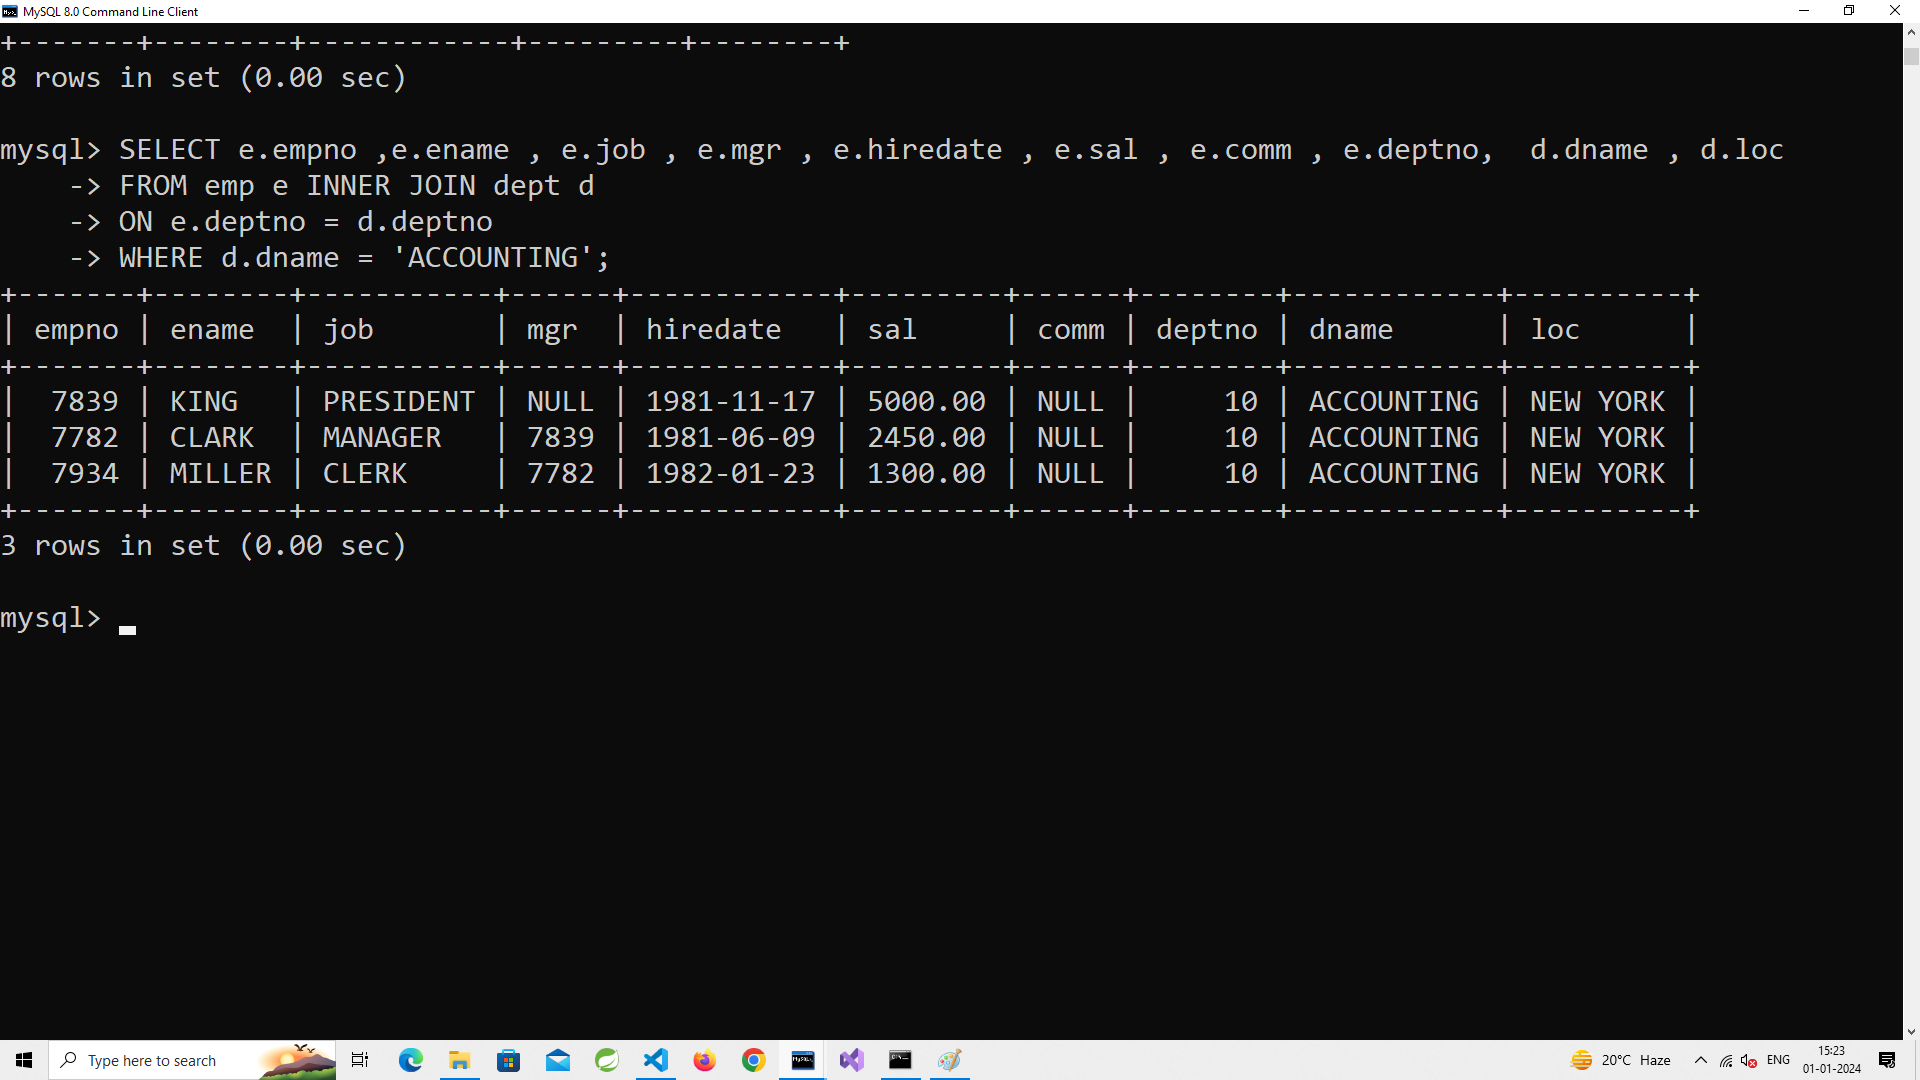 MySQL 8.0 Command Line Client
+-------+--------+------------+---------+--------+
8 rows in set (0.00 sec)
mysql> SELECT e.empno ,e.ename , e.job , e.mgr , e.hiredate , e.sal , e.comm , e.deptno,  d.dname , d.loc
    -> FROM emp e INNER JOIN dept d
    -> ON e.deptno = d.deptno
    -> WHERE d.dname = 'ACCOUNTING';
+-------+--------+-----------+------+------------+---------+------+--------+------------+----------+
| empno | ename  | job       | mgr  | hiredate   | sal     | comm | deptno | dname      | loc      |
+-------+--------+-----------+------+------------+---------+------+--------+------------+----------+
|  7839 | KING   | PRESIDENT | NULL | 1981-11-17 | 5000.00 | NULL |     10 | ACCOUNTING | NEW YORK |
|  7782 | CLARK  | MANAGER   | 7839 | 1981-06-09 | 2450.00 | NULL |     10 | ACCOUNTING | NEW YORK |
|  7934 | MILLER | CLERK     | 7782 | 1982-01-23 | 1300.00 | NULL |     10 | ACCOUNTING | NEW YORK |
+-------+--------+-----------+------+------------+---------+------+--------+------------+----------+
3 rows in set (0.00 sec)
mysql>
Type here to search
20°C Haze
ENG
15:23
01-01-2024